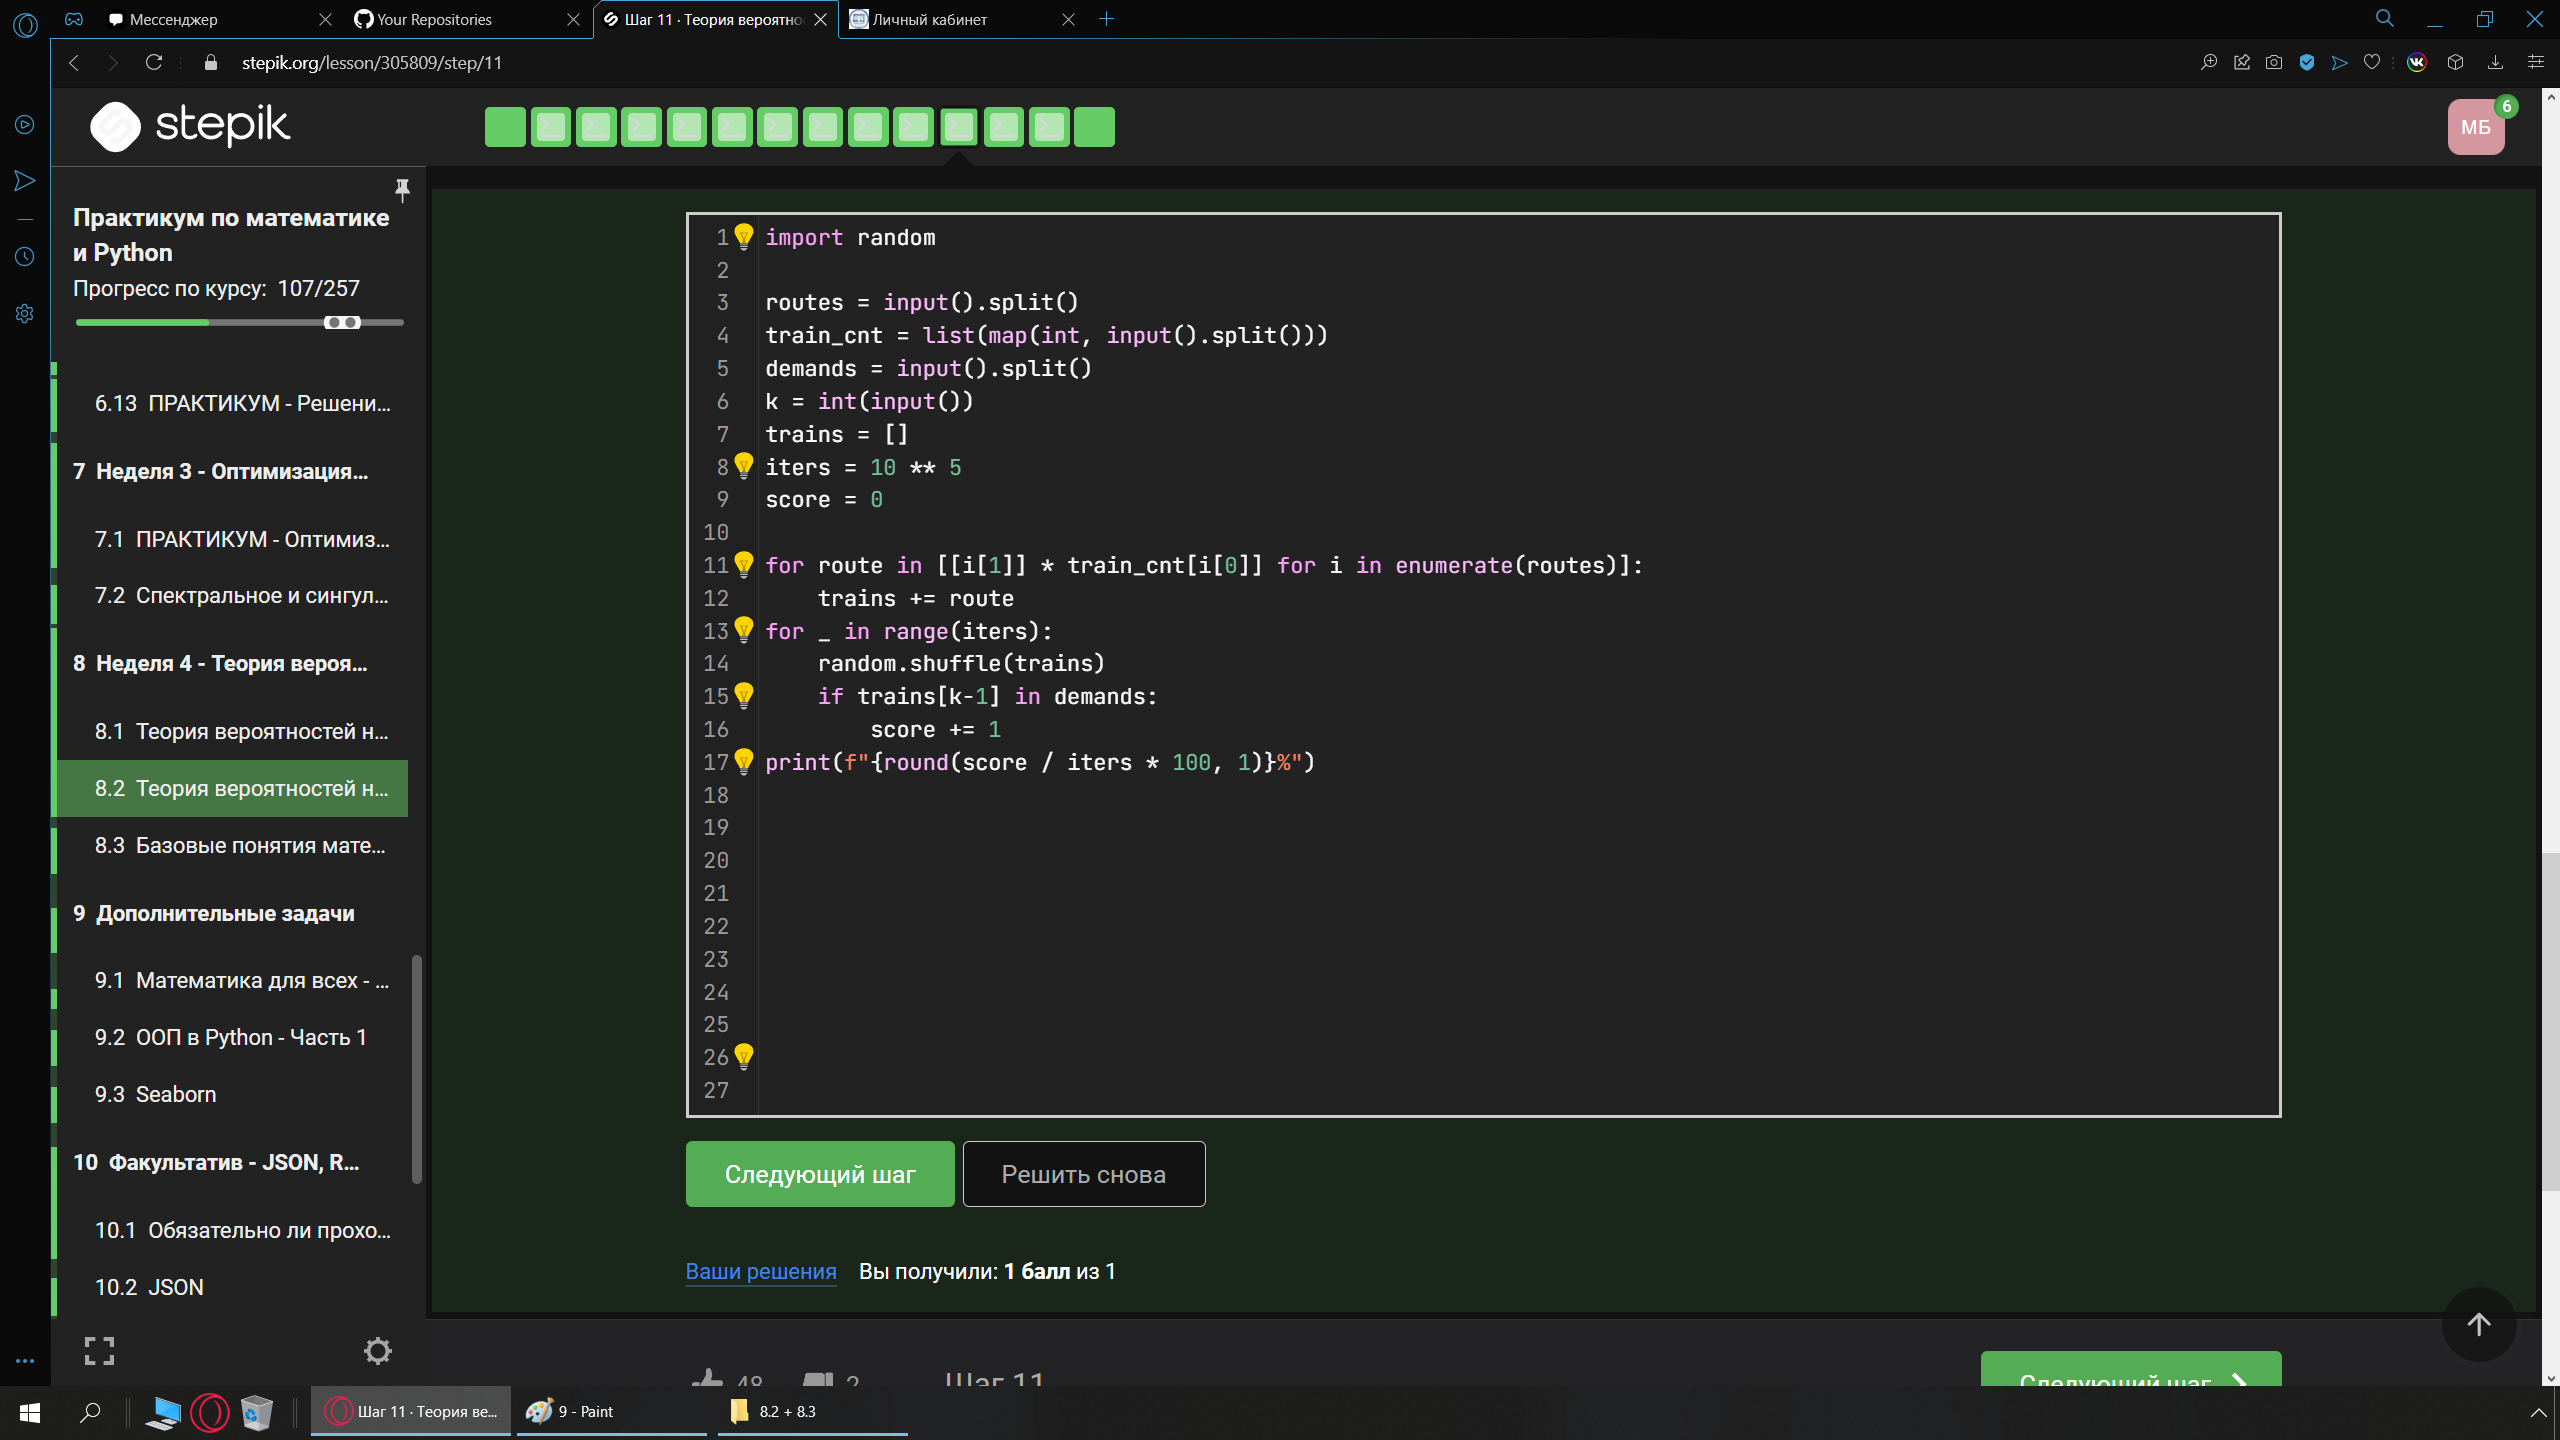 Мессенджер
Your Repositories
Шаг 11 · Теория вероятно
Личный кабинет
stepik.org/lesson/305809/step/11
stepik
МБ
6
Практикум по математике
и Python
Прогресс по курсу: 107/257
6.13 ПРАКТИКУМ - Решени...
7 Неделя 3 - Оптимизация...
7.1 ПРАКТИКУМ - Оптимиз...
7.2 Спектральное и сингул...
8 Неделя 4 - Теория вероя...
8.1 Теория вероятностей н...
8.2 Теория вероятностей н...
8.3 Базовые понятия мате...
9 Дополнительные задачи
9.1 Математика для всех - ...
9.2 ООП в Python - Часть 1
9.3 Seaborn
10 Факультатив - JSON, R...
10.1 Обязательно ли прохо...
10.2 JSON
1 import random
2
3 routes = input().split()
4 train_cnt = list(map(int, input().split()))
5 demands = input().split()
6 k = int(input())
7 trains = []
8 iters = 10 ** 5
9 score = 0
10
11 for route in [[i[1]] * train_cnt[i[0]] for i in enumerate(routes)]:
12     trains += route
13 for _ in range(iters):
14     random.shuffle(trains)
15     if trains[k-1] in demands:
16         score += 1
17 print(f"{round(score / iters * 100, 1)}%")
18
19
20
21
22
23
24
25
26
27
Следующий шаг
Решить снова
Ваши решения Вы получили: 1 балл из 1
48
2
Шаг 11
Следующий шаг
Шаг 11 · Теория ве...
9 - Paint
8.2 + 8.3